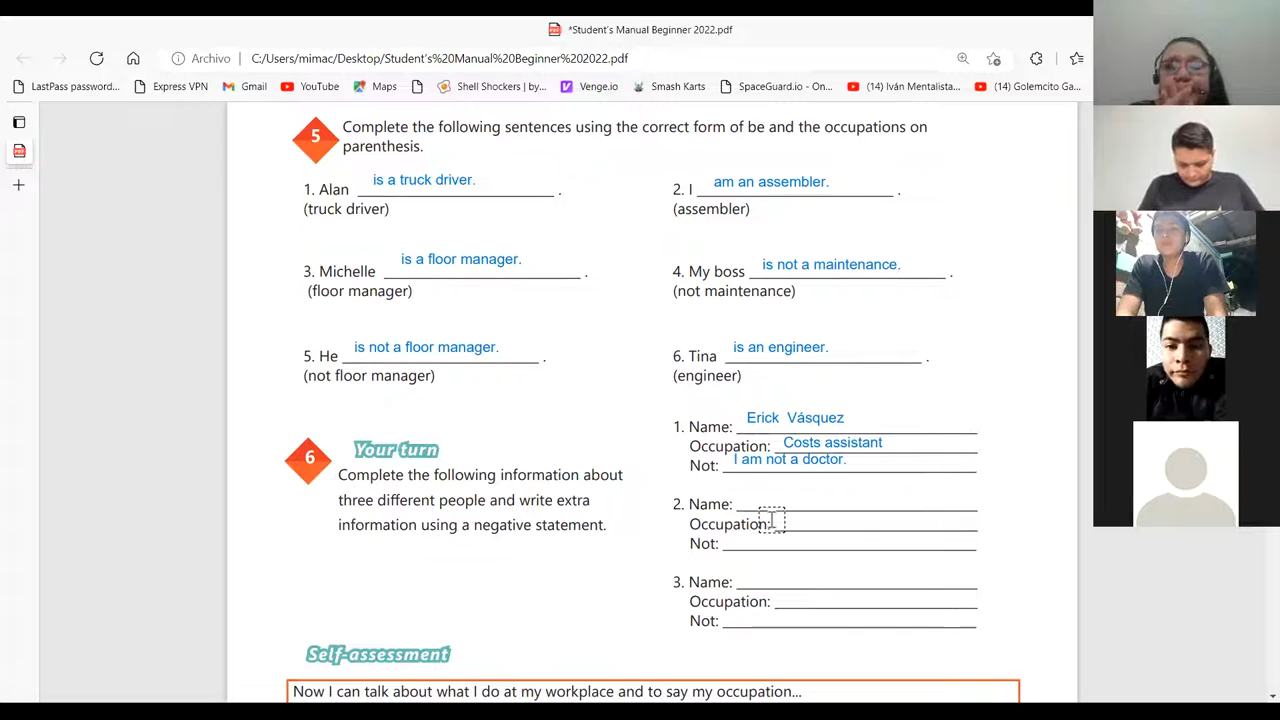 *Student's Manual Beginner 2022.pdf
Archivo C:/Users/mimac/Desktop/Student's%20Manual%20Beginner%202022.pdf
LastPass password... Express VPN Gmail YouTube Maps Shell Shockers | by... Venge.io Smash Karts SpaceGuard.io - On... (14) Iván Mentalista... (14) Golemcito Ga...
5 Complete the following sentences using the correct form of be and the occupations on
parenthesis.
1. Alan is a truck driver. .
(truck driver)
2. I am an assembler. .
(assembler)
3. Michelle is a floor manager. .
(floor manager)
4. My boss is not a maintenance. .
(not maintenance)
5. He is not a floor manager. .
(not floor manager)
6. Tina is an engineer. .
(engineer)
6 Your turn
Complete the following information about
three different people and write extra
information using a negative statement.
1. Name: Erick Vásquez
Occupation: Costs assistant
Not: I am not a doctor.
2. Name:
Occupation:
Not:
3. Name:
Occupation:
Not:
Self-assessment
Now I can talk about what I do at my workplace and to say my occupation...